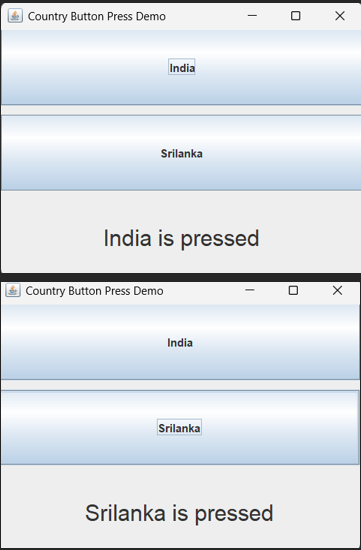 Country Button Press Demo
India
Srilanka
India is pressed
Country Button Press Demo
India
Srilanka
Srilanka is pressed